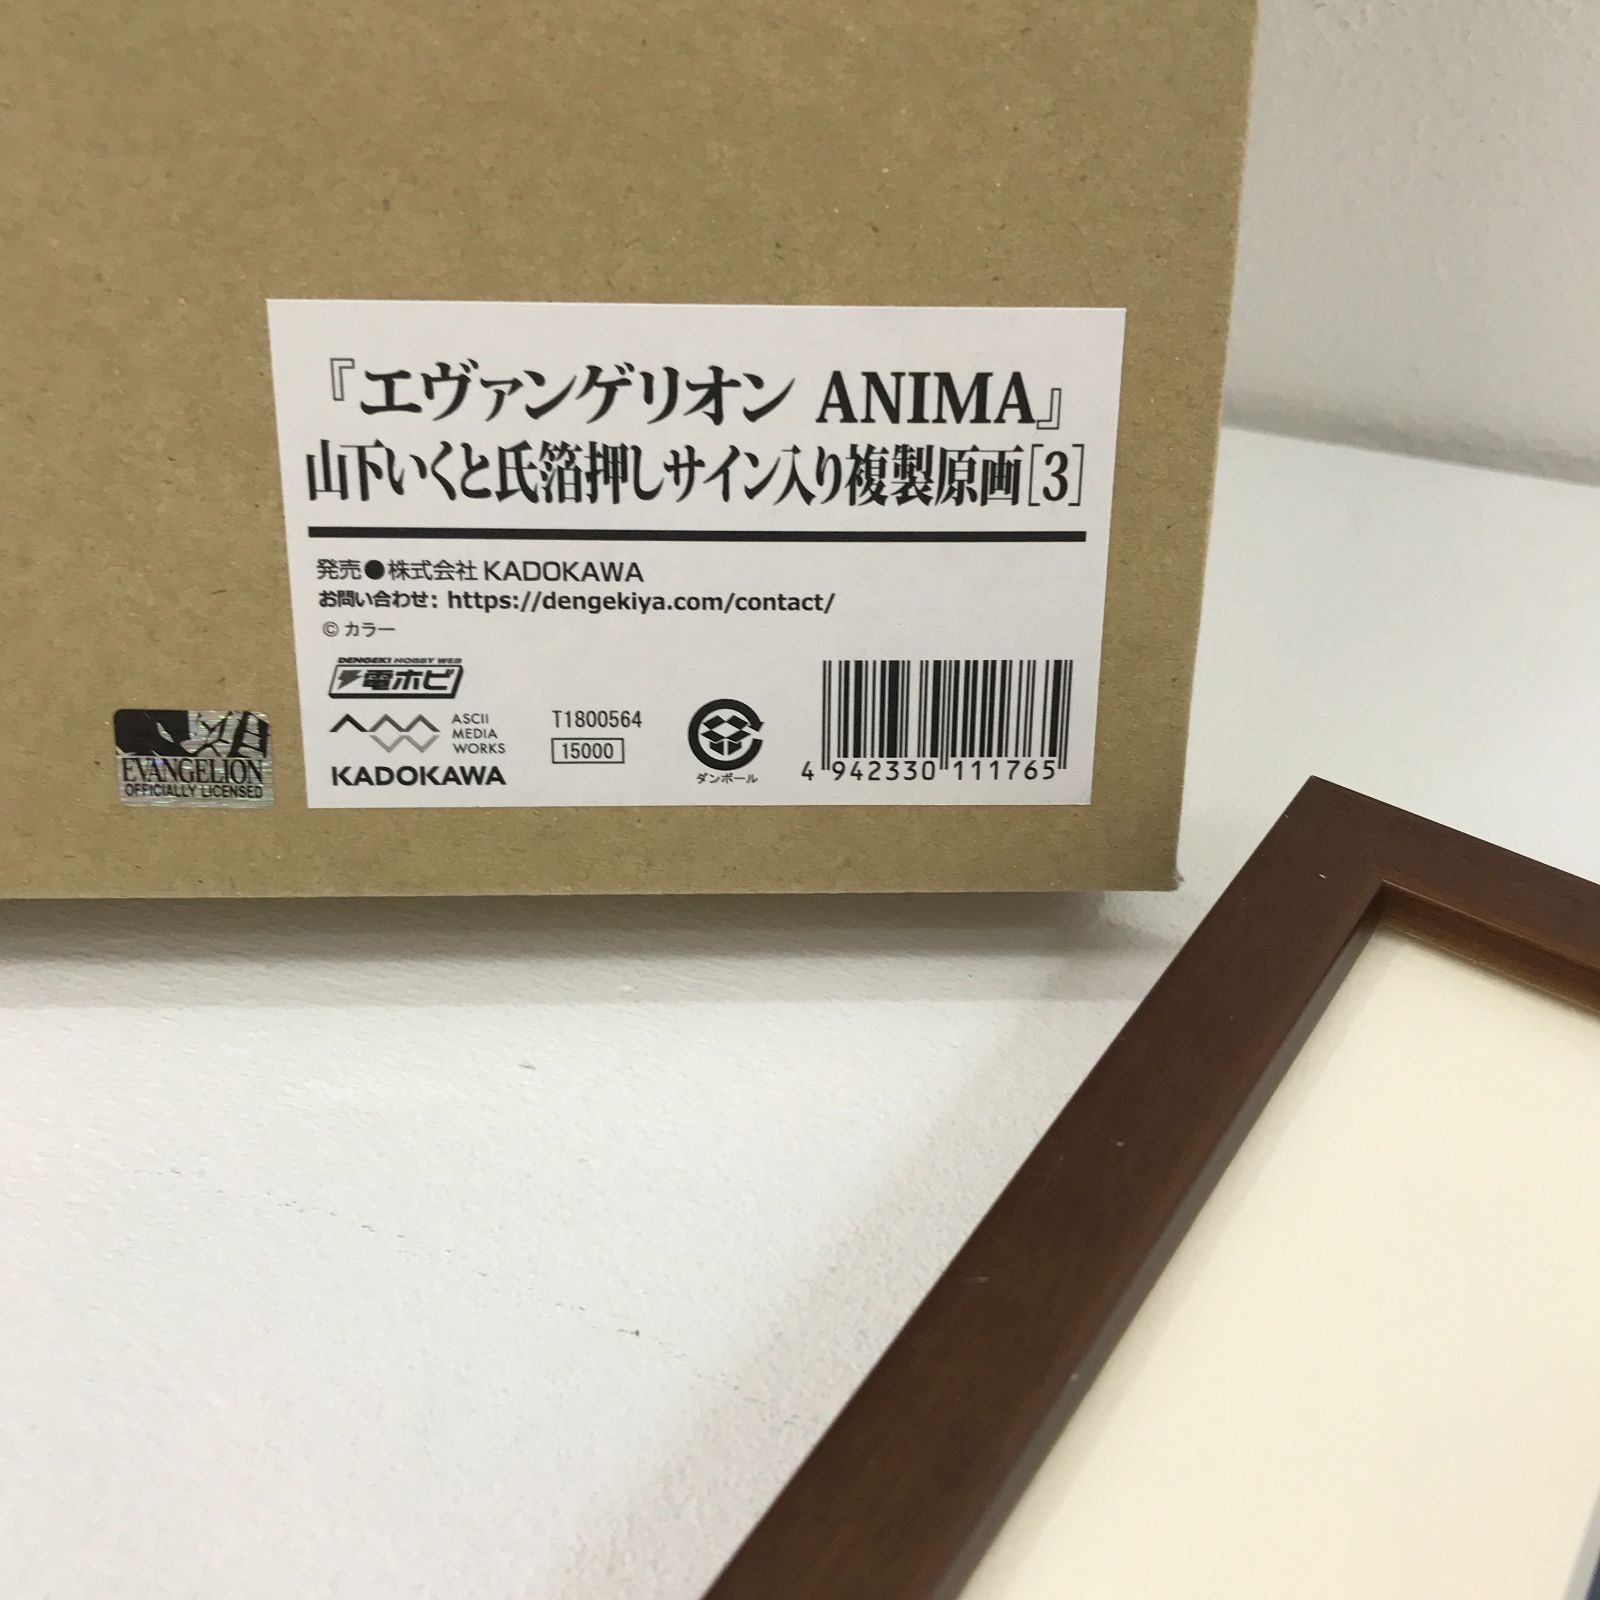 『エヴァンゲリオン ANIMA』
山下いくと氏箔押しサイン入り複製原画[3]
発売●株式会社 KADOKAWA
お問い合わせ: https://dengekiya.com/contact/
© カラー
DENGEKI HOBBY WEB
電ホビ
ASCII
MEDIA
WORKS
KADOKAWA
T1800564
15000
ダンボール
4 942330 111765
EVANGELION
OFFICIALLY LICENSED